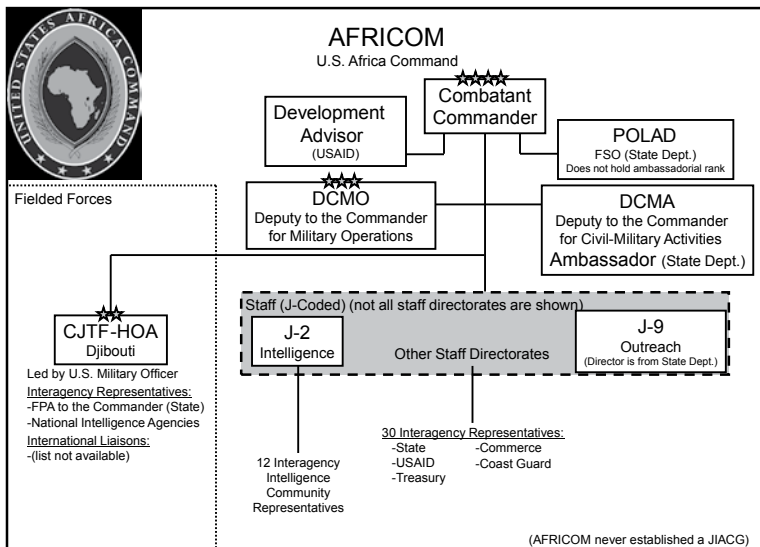 UNITED STATES AFRICA COMMAND
AFRICOM
U.S. Africa Command
Combatant
Commander
Development
Advisor
(USAID)
POLAD
FSO (State Dept.)
Does not hold ambassadorial rank
DCMO
Deputy to the Commander
for Military Operations
DCMA
Deputy to the Commander
for Civil-Military Activities
Ambassador (State Dept.)
Fielded Forces
CJTF-HOA
Djibouti
Led by U.S. Military Officer
Interagency Representatives:
-FPA to the Commander (State)
-National Intelligence Agencies
International Liaisons:
-(list not available)
Staff (J-Coded) (not all staff directorates are shown)
J-2
Intelligence
Other Staff Directorates
J-9
Outreach
(Director is from State Dept.)
12 Interagency
Intelligence
Community
Representatives
30 Interagency Representatives:
-State
-USAID
-Treasury
-Commerce
-Coast Guard
(AFRICOM never established a JIACG)